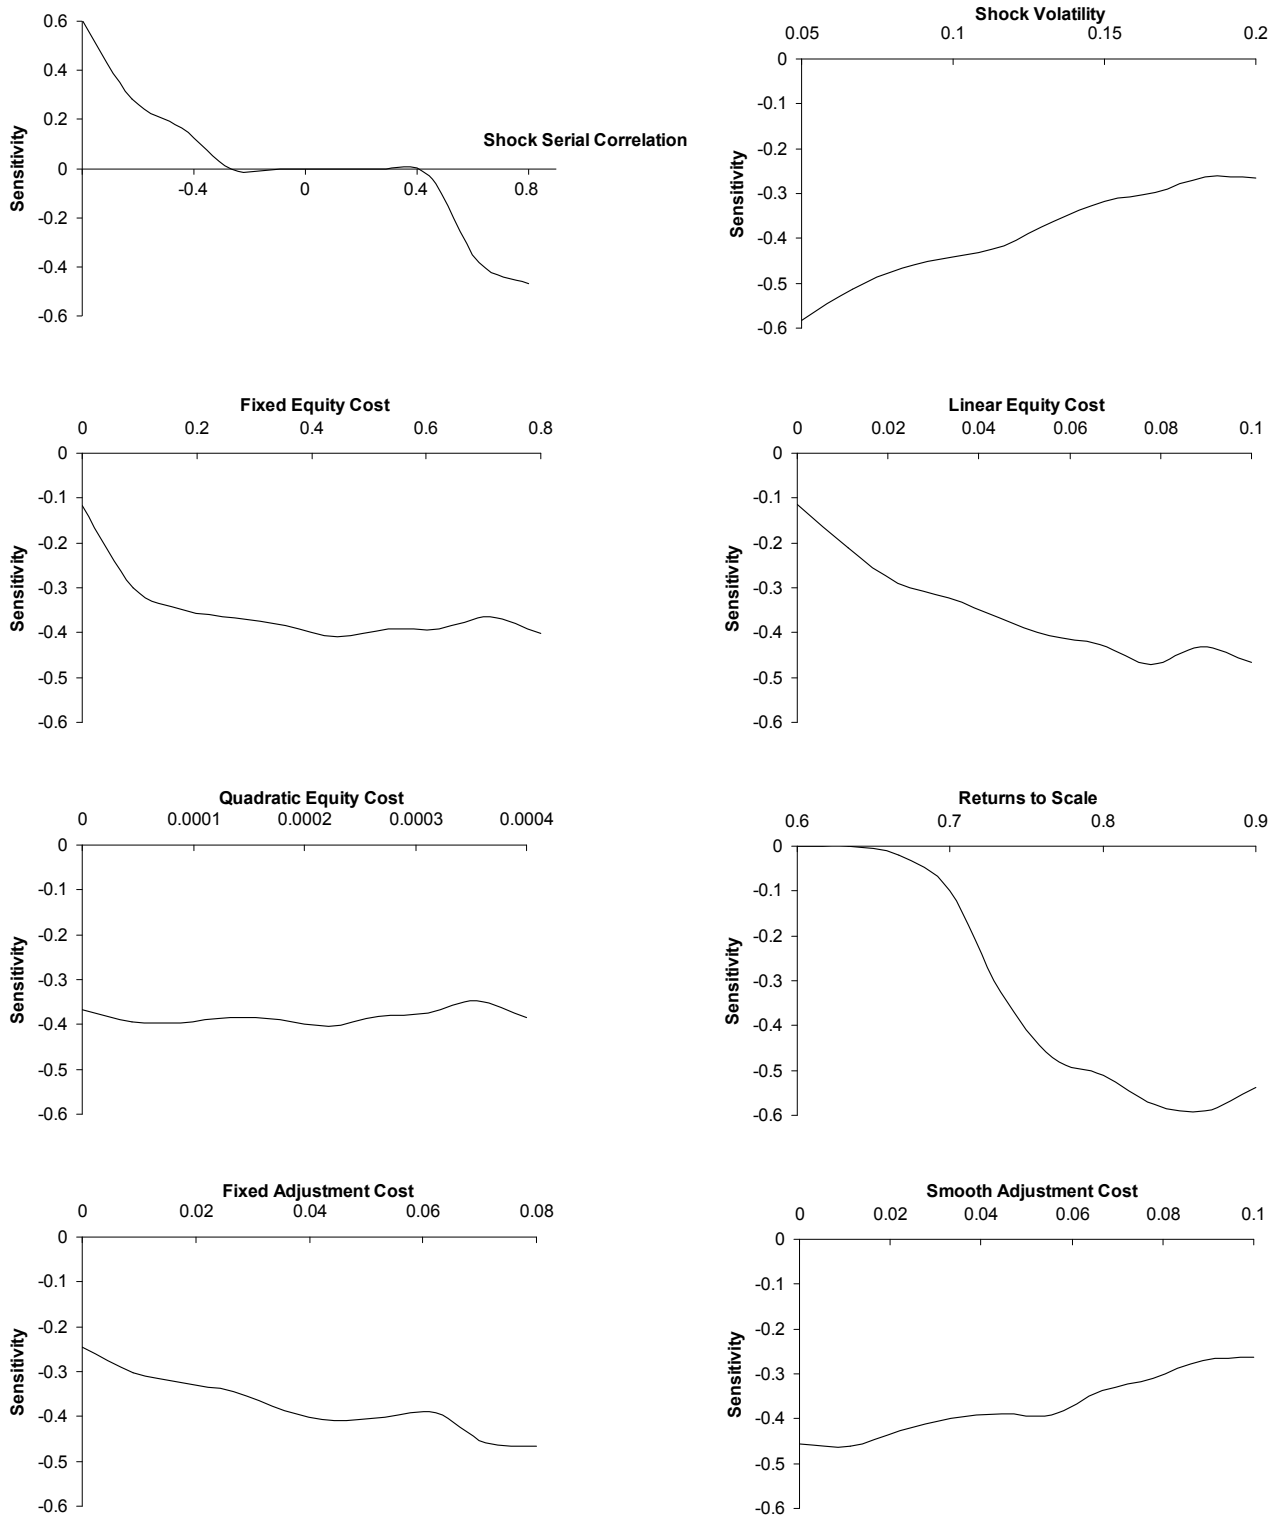 0.6
0.4
0.2
0
-0.2
-0.4
-0.6
Sensitivity
Shock Serial Correlation
-0.4 0 0.4 0.8
Shock Volatility
0.05 0.1 0.15 0.2
0
-0.1
-0.2
-0.3
-0.4
-0.5
-0.6
Sensitivity
Fixed Equity Cost
0 0.2 0.4 0.6 0.8
0
-0.1
-0.2
-0.3
-0.4
-0.5
-0.6
Sensitivity
Linear Equity Cost
0 0.02 0.04 0.06 0.08 0.1
0
-0.1
-0.2
-0.3
-0.4
-0.5
-0.6
Sensitivity
Quadratic Equity Cost
0 0.0001 0.0002 0.0003 0.0004
0
-0.1
-0.2
-0.3
-0.4
-0.5
-0.6
Sensitivity
Returns to Scale
0.6 0.7 0.8 0.9
0
-0.1
-0.2
-0.3
-0.4
-0.5
-0.6
Sensitivity
Fixed Adjustment Cost
0 0.02 0.04 0.06 0.08
0
-0.1
-0.2
-0.3
-0.4
-0.5
-0.6
Sensitivity
Smooth Adjustment Cost
0 0.02 0.04 0.06 0.08 0.1
0
-0.1
-0.2
-0.3
-0.4
-0.5
-0.6
Sensitivity